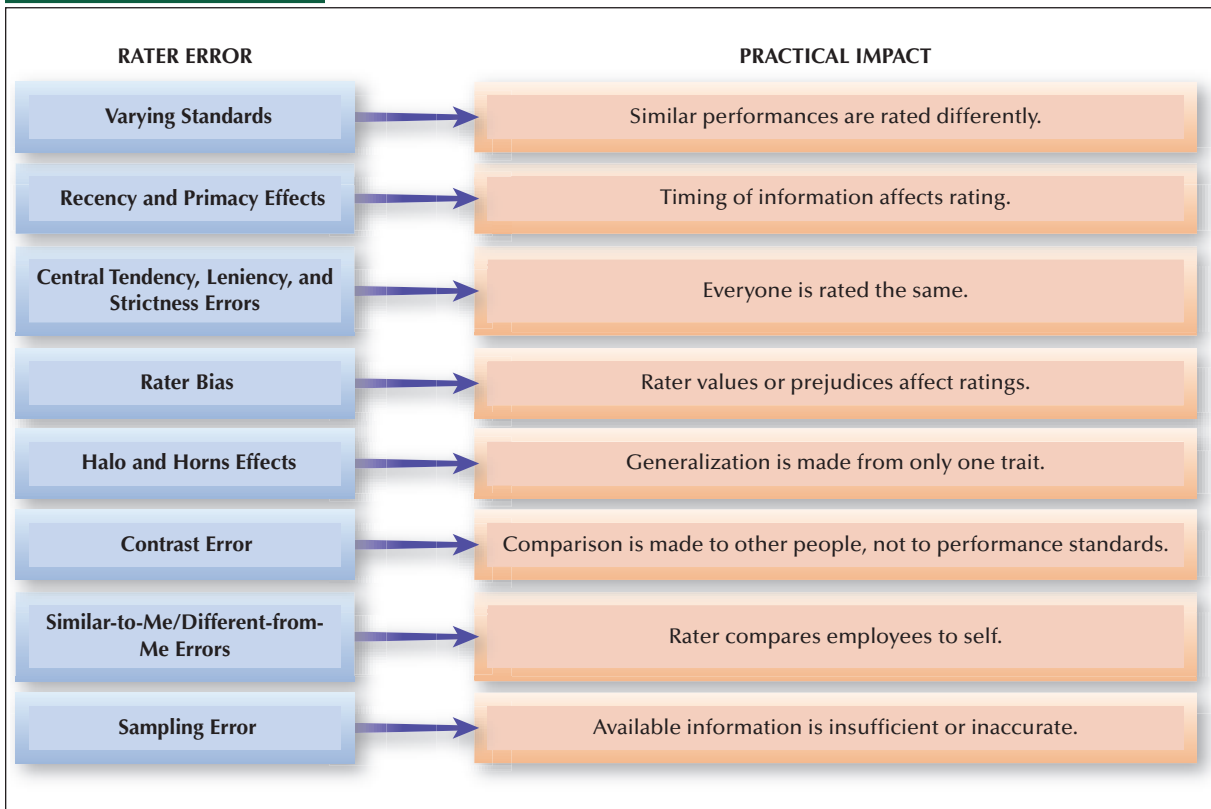 RATER ERROR
PRACTICAL IMPACT
Varying Standards
Similar performances are rated differently.
Recency and Primacy Effects
Timing of information affects rating.
Central Tendency, Leniency, and
Strictness Errors
Everyone is rated the same.
Rater Bias
Rater values or prejudices affect ratings.
Halo and Horns Effects
Generalization is made from only one trait.
Contrast Error
Comparison is made to other people, not to performance standards.
Similar-to-Me/Different-from-
Me Errors
Rater compares employees to self.
Sampling Error
Available information is insufficient or inaccurate.